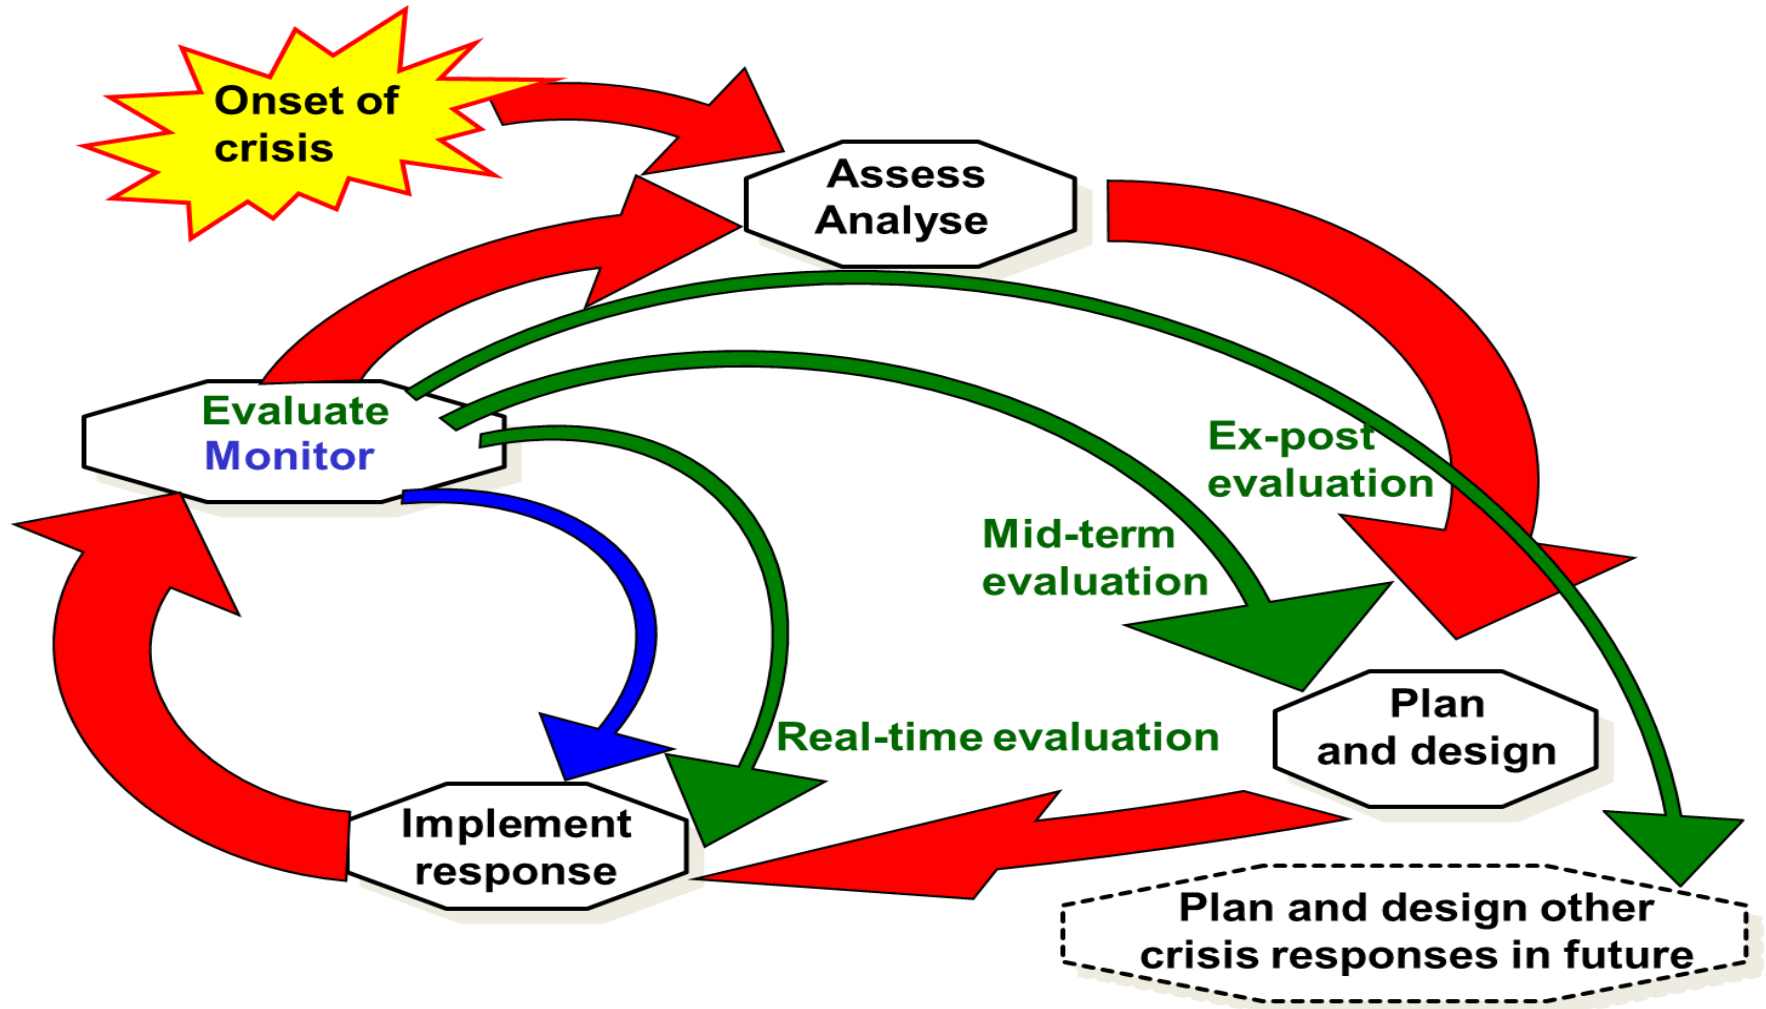 Onset of
crisis
Assess
Analyse
Evaluate
Monitor
Ex-post
evaluation
Mid-term
evaluation
Real-time evaluation
Plan
and design
Implement
response
Plan and design other
crisis responses in future